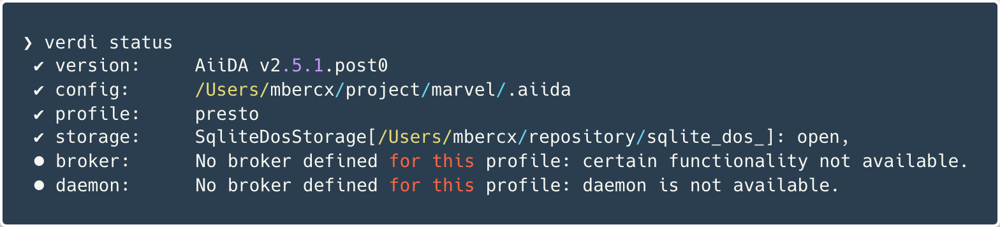 ❯ verdi status
✔ version:     AiiDA v2.5.1.post0
✔ config:      /Users/mbercx/project/marvel/.aiida
✔ profile:     presto
✔ storage:     SqliteDosStorage[/Users/mbercx/repository/sqlite_dos_]: open,
● broker:      No broker defined for this profile: certain functionality not available.
● daemon:      No broker defined for this profile: daemon is not available.